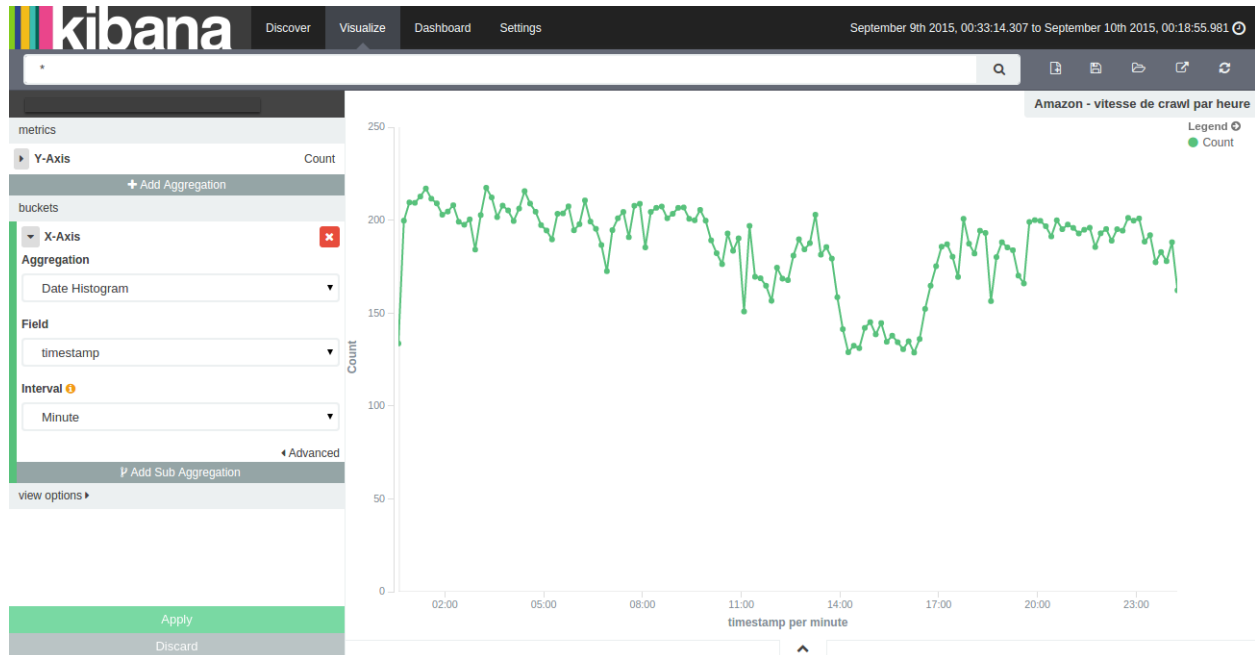 kibana Discover Visualize Dashboard Settings September 9th 2015, 00:33:14.307 to September 10th 2015, 00:18:55.981
*
Amazon - vitesse de crawl par heure
metrics
Y-Axis Count
Add Aggregation
buckets
X-Axis
Aggregation
Date Histogram
Field
timestamp
Interval
Minute
Advanced
Add Sub Aggregation
view options
Apply
Discard
Legend
Count
250
200
150
100
50
0
Count
02:00 05:00 08:00 11:00 14:00 17:00 20:00 23:00
timestamp per minute